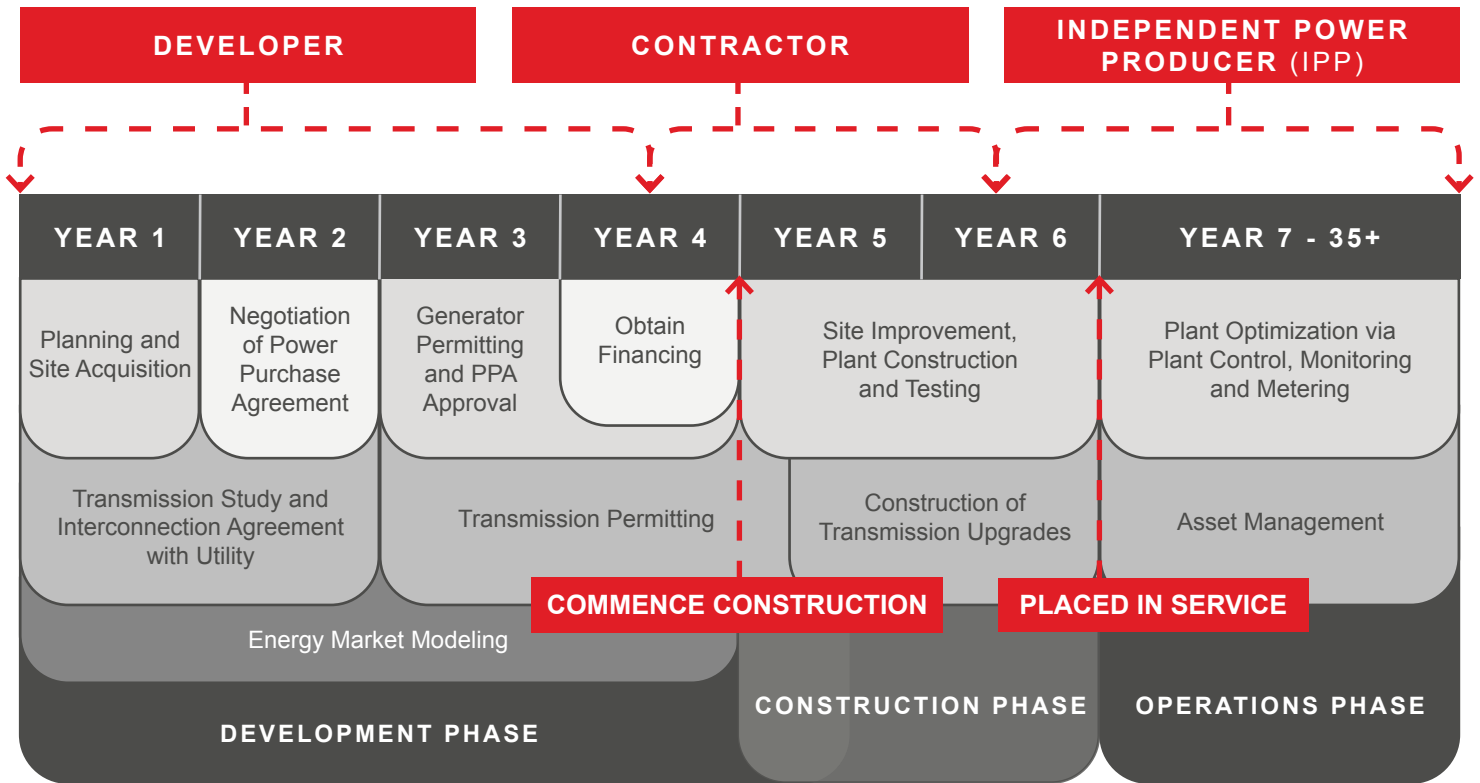 DEVELOPER
CONTRACTOR
INDEPENDENT POWER
PRODUCER (IPP)
YEAR 1
YEAR 2
YEAR 3
YEAR 4
YEAR 5
YEAR 6
YEAR 7 - 35+
Planning and
Site Acquisition
Negotiation
of Power
Purchase
Agreement
Generator
Permitting
and PPA
Approval
Obtain
Financing
Site Improvement,
Plant Construction
and Testing
Plant Optimization via
Plant Control, Monitoring
and Metering
Transmission Study and
Interconnection Agreement
with Utility
Transmission Permitting
Construction of
Transmission Upgrades
Asset Management
COMMENCE CONSTRUCTION
PLACED IN SERVICE
Energy Market Modeling
DEVELOPMENT PHASE
CONSTRUCTION PHASE
OPERATIONS PHASE